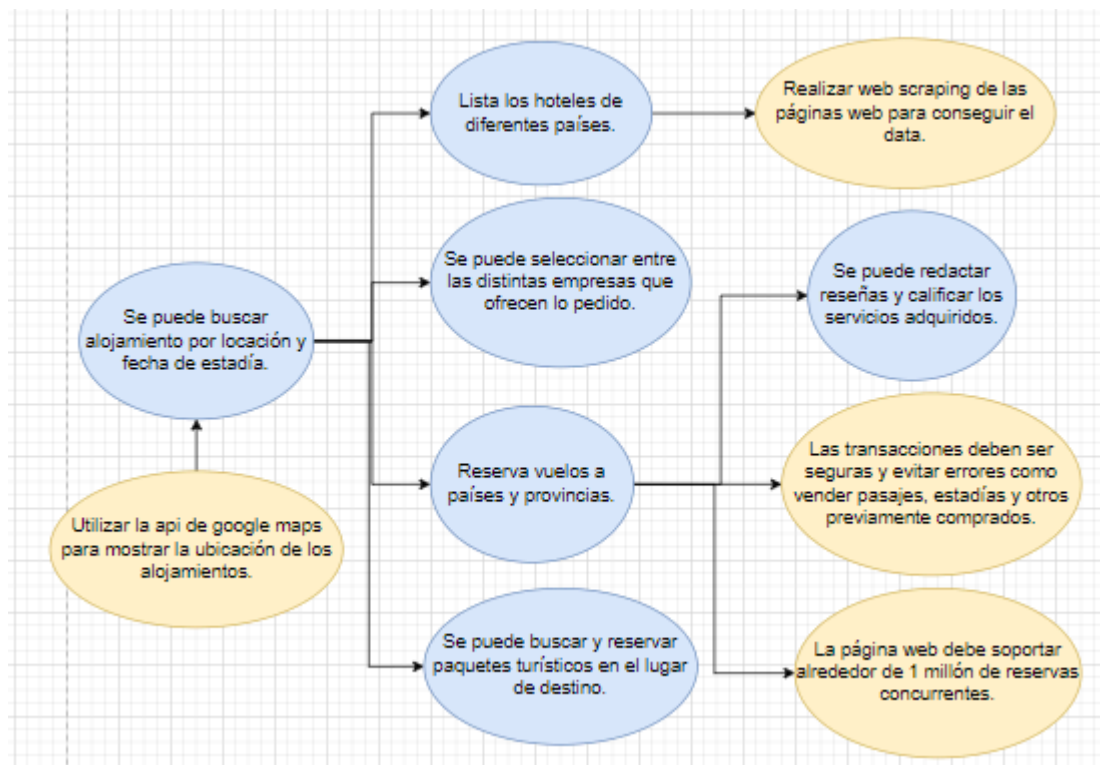 Lista los hoteles de
diferentes países.
Realizar web scraping de las
páginas web para conseguir el
data.
Se puede seleccionar entre
las distintas empresas que
ofrecen lo pedido.
Se puede redactar
reseñas y calificar los
servicios adquiridos.
Se puede buscar
alojamiento por locación y
fecha de estadía.
Reserva vuelos a
países y provincias.
Las transacciones deben ser
seguras y evitar errores como
vender pasajes, estadías y otros
previamente comprados.
Utilizar la api de google maps
para mostrar la ubicación de los
alojamientos.
Se puede buscar y reservar
paquetes turísticos en el lugar
de destino.
La página web debe soportar
alrededor de 1 millón de reservas
concurrentes.